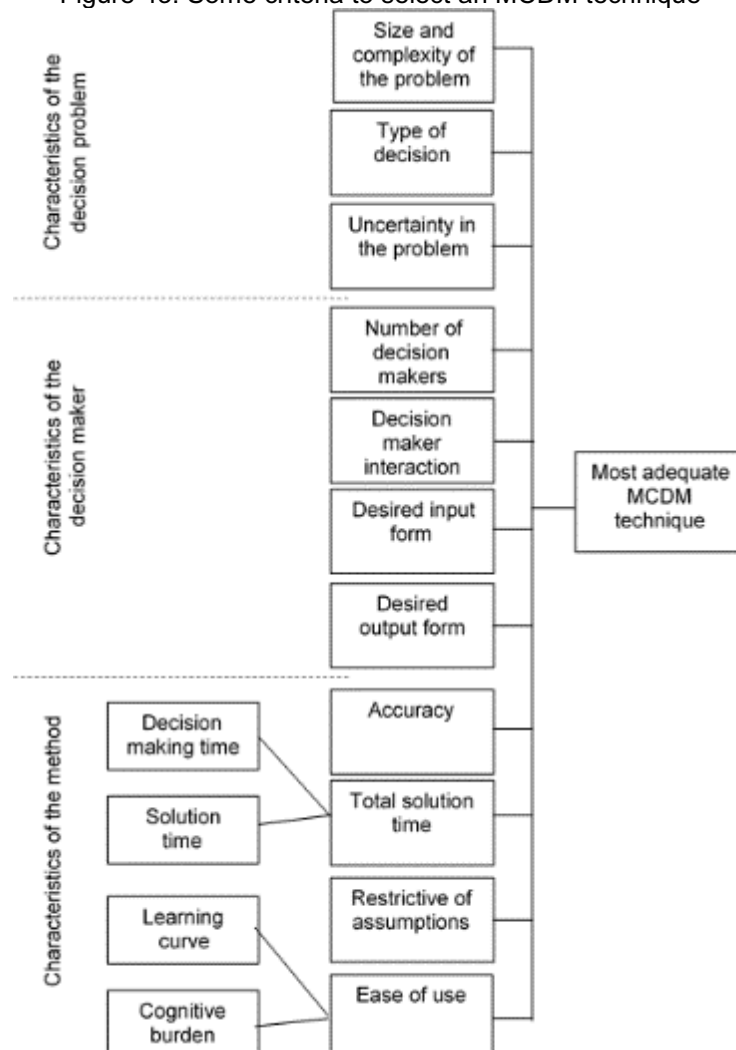 Figure 45. Some criteria to select an MCDM technique
Characteristics of the
decision problem
Size and
complexity of
the problem
Type of
decision
Uncertainty in
the problem
Characteristics of the
decision maker
Number of
decision
makers
Decision
maker
interaction
Desired input
form
Desired
output form
Most adequate
MCDM
technique
Characteristics of the method
Decision
making time
Solution
time
Learning
curve
Cognitive
burden
Accuracy
Total solution
time
Restrictive of
assumptions
Ease of use